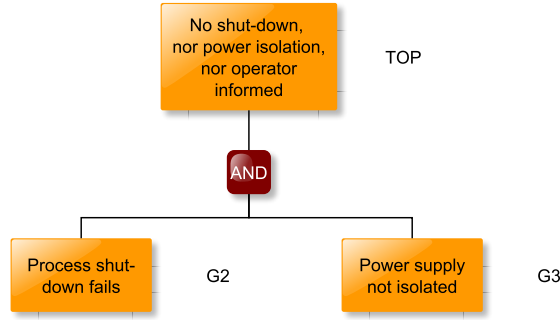 No shut-down,
nor power isolation,
nor operator
informed
TOP
AND
Process shut-
down fails
G2
Power supply
not isolated
G3